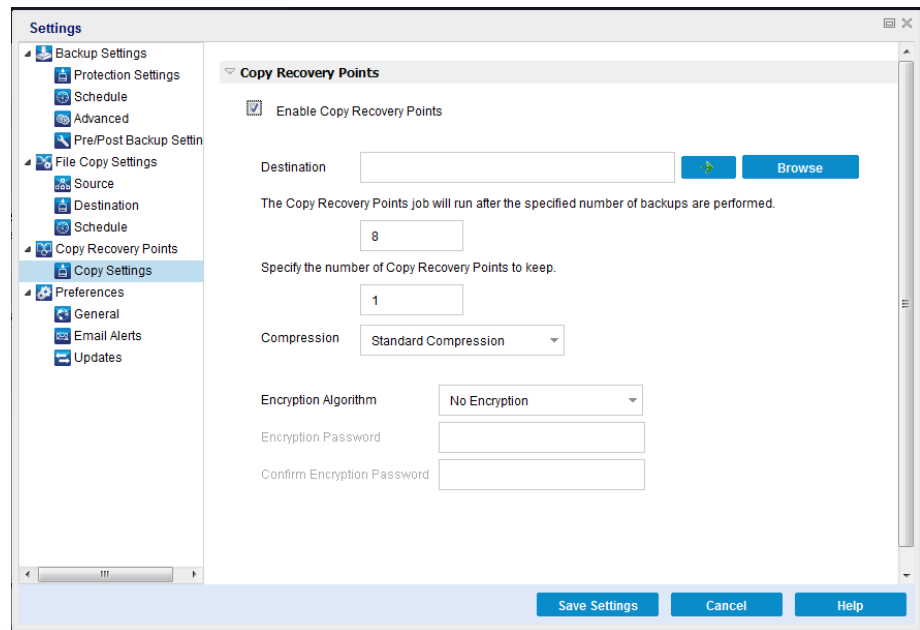 Settings
Backup Settings
Protection Settings
Schedule
Advanced
Pre/Post Backup Settin
File Copy Settings
Source
Destination
Schedule
Copy Recovery Points
Copy Settings
Preferences
General
Email Alerts
Updates
Copy Recovery Points
Enable Copy Recovery Points
Destination
Browse
The Copy Recovery Points job will run after the specified number of backups are performed.
8
Specify the number of Copy Recovery Points to keep.
1
Compression Standard Compression
Encryption Algorithm No Encryption
Encryption Password
Confirm Encryption Password
Save Settings Cancel Help